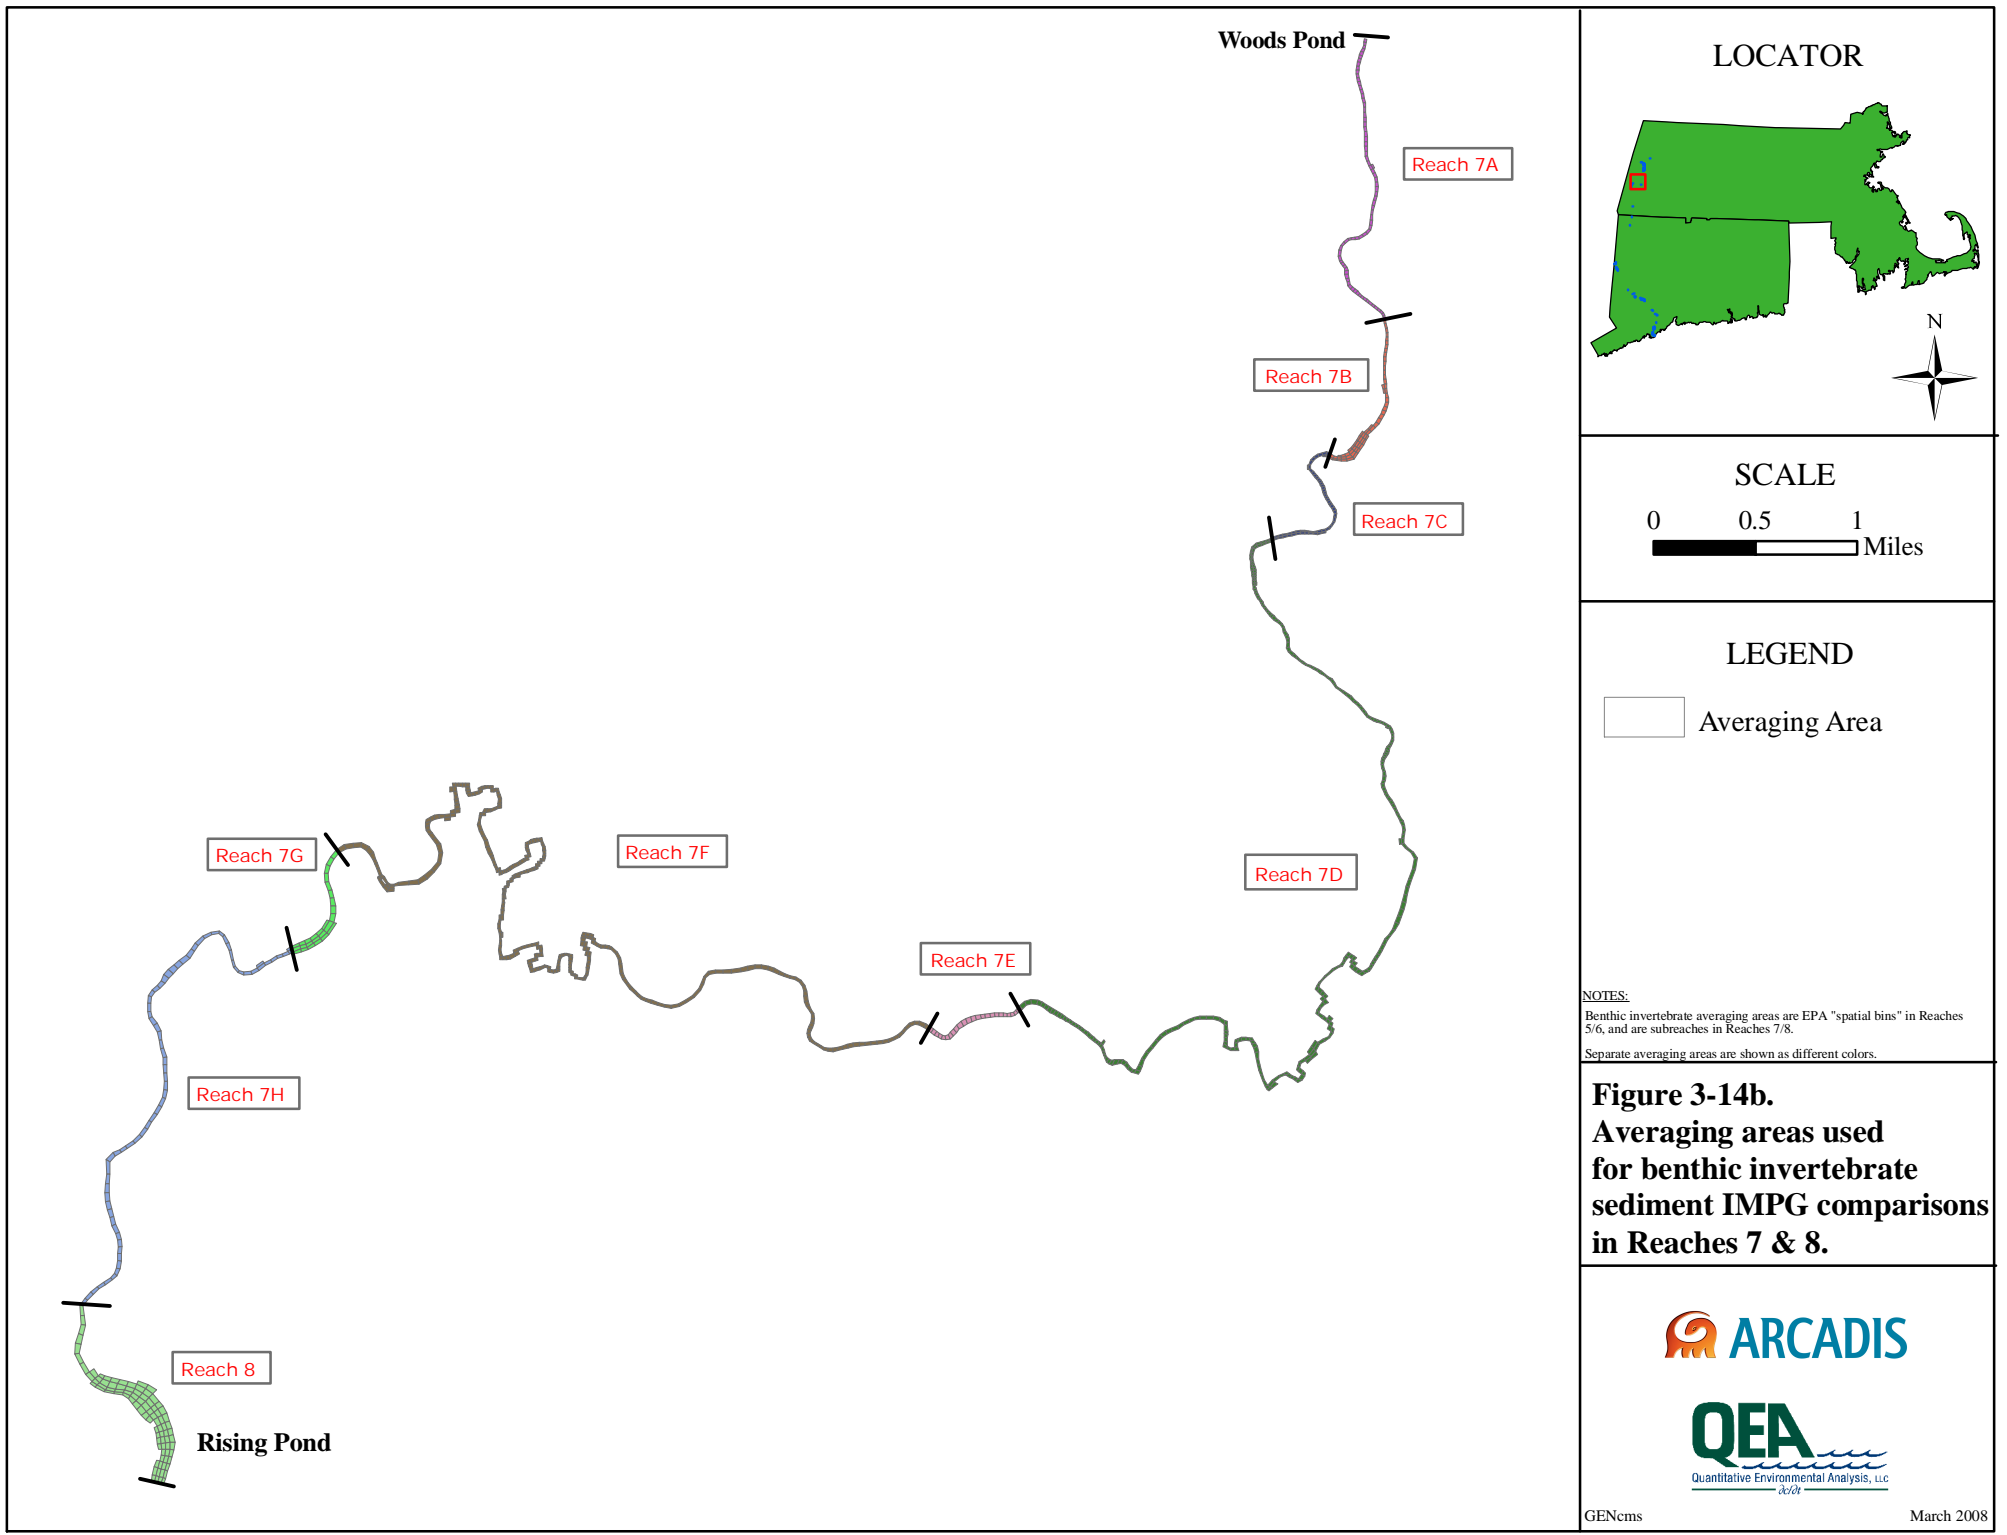 Woods Pond
Reach 7A
Reach 7B
Reach 7C
Reach 7D
Reach 7E
Reach 7F
Reach 7G
Reach 7H
Reach 8
Rising Pond
LOCATOR
N
SCALE
0 0.5 1
Miles
LEGEND
Averaging Area
NOTES:
Benthic invertebrate averaging areas are EPA "spatial bins" in Reaches
5/6, and are subreaches in Reaches 7/8.
Separate averaging areas are shown as different colors.
Figure 3-14b.
Averaging areas used
for benthic invertebrate
sediment IMPG comparisons
in Reaches 7 & 8.
ARCADIS
QEA
Quantitative Environmental Analysis, LLC
∂c/∂t
GENcms March 2008